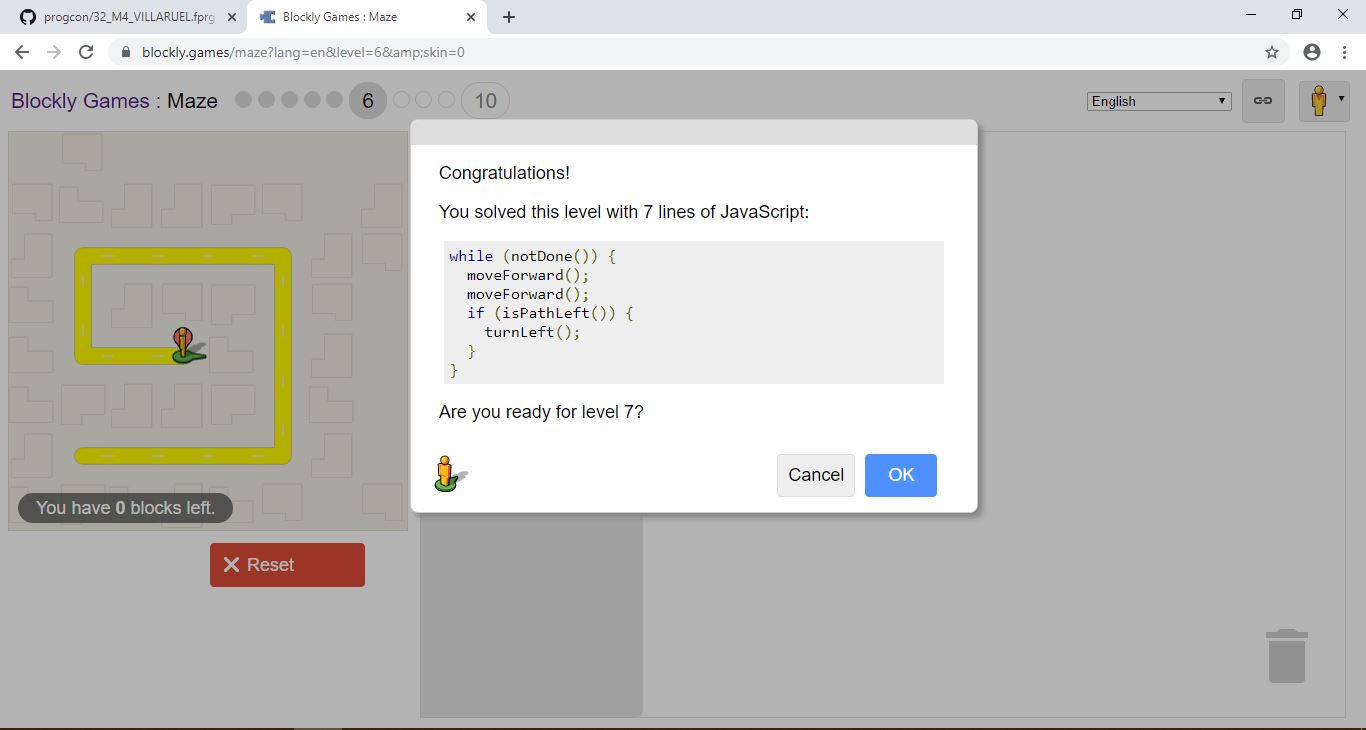 progcon/32_M4_VILLARUEL.fprg
Blockly Games : Maze
blockly.games/maze?lang=en&level=6&amp;skin=0
Blockly Games : Maze
6
10
English
Congratulations!
You solved this level with 7 lines of JavaScript:
while (notDone()) {
  moveForward();
  moveForward();
  if (isPathLeft()) {
    turnLeft();
  }
}
Are you ready for level 7?
Cancel
OK
You have 0 blocks left.
Reset